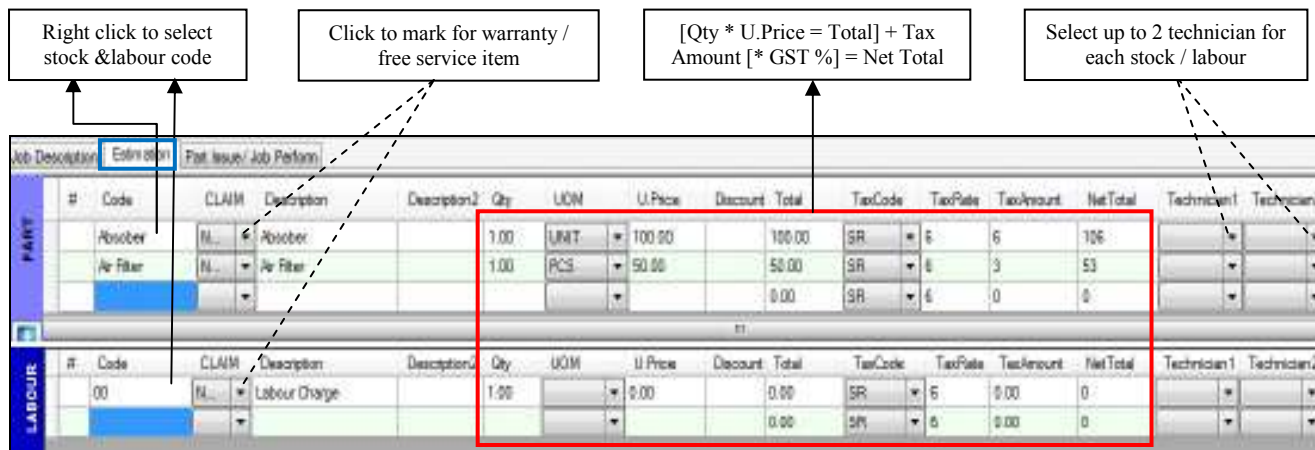 Right click to select
stock &labour code
Click to mark for warranty /
free service item
[Qty * U.Price = Total] + Tax
Amount [* GST %] = Net Total
Select up to 2 technician for
each stock / labour
Job Description Estimation Part Issue/ Job Perform
PART
# Code CLAIM Description Description2 Qty UOM U.Price Discount Total TaxCode TaxRate TaxAmount NetTotal Technician1 Technician
Absober N... Absober 1.00 UNIT 100.00 100.00 SR 6 6 106
Air Filter N... Air Filter 1.00 PCS 50.00 50.00 SR 6 3 53
0.00 SR 6 0 0
LABOUR
# Code CLAIM Description Description2 Qty UOM U.Price Discount Total TaxCode TaxRate TaxAmount NetTotal Technician1 Technician2
00 N... Labour Charge 1.00 0.00 0.00 SR 6 0.00 0
0.00 SR 6 0.00 0